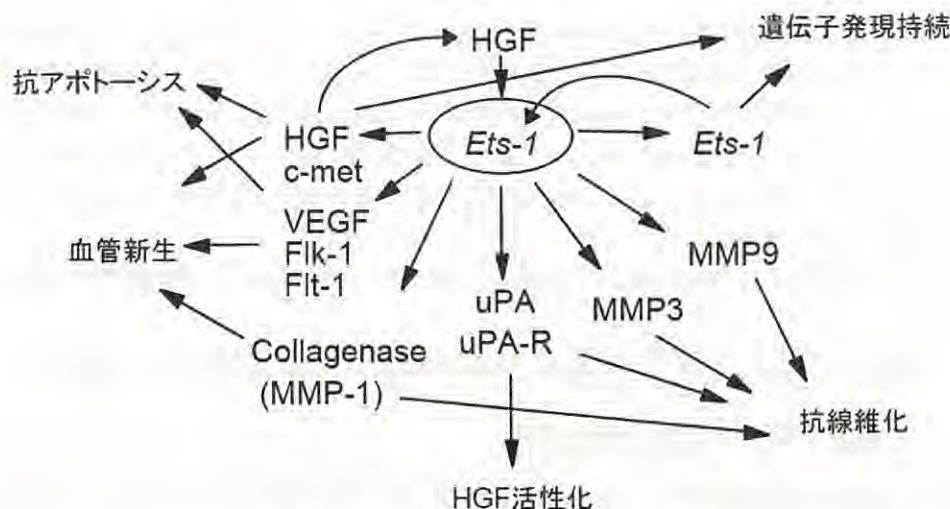 遺伝子発現持続
HGF
抗アポトーシス
HGF
c-met
Ets-1
Ets-1
VEGF
Flk-1
Flt-1
血管新生
MMP9
uPA
uPA-R
MMP3
Collagenase
(MMP-1)
抗線維化
HGF活性化